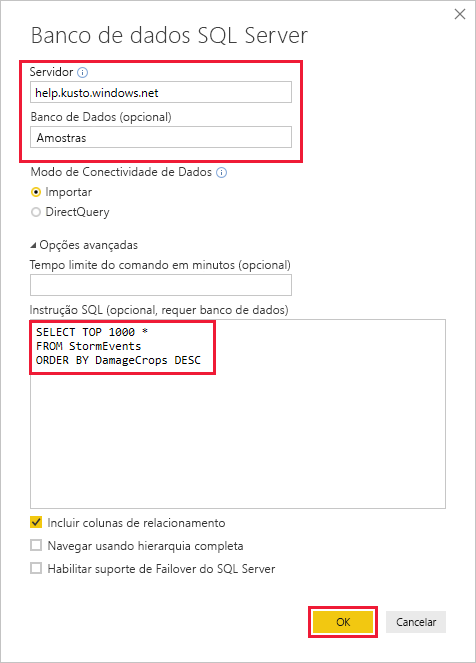 Banco de dados SQL Server
Servidor
help.kusto.windows.net
Banco de Dados (opcional)
Amostras
Modo de Conectividade de Dados
Importar
DirectQuery
Opções avançadas
Tempo limite do comando em minutos (opcional)
Instrução SQL (opcional, requer banco de dados)
SELECT TOP 1000 *
FROM StormEvents
ORDER BY DamageCrops DESC
Incluir colunas de relacionamento
Navegar usando hierarquia completa
Habilitar suporte de Failover do SQL Server
OK Cancelar